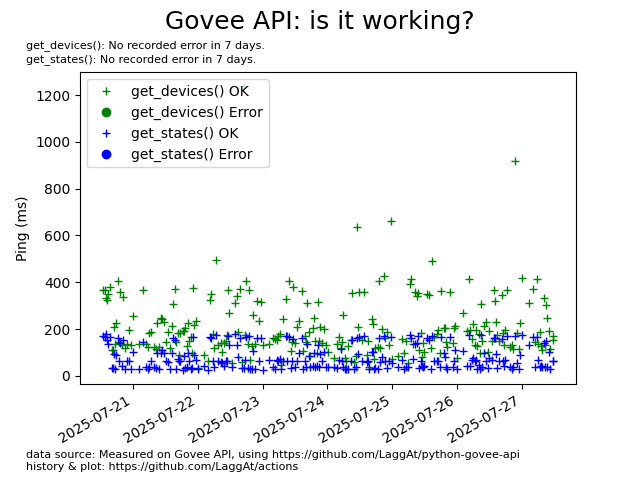 Govee API: is it working?
get_devices(): No recorded error in 7 days.
get_states(): No recorded error in 7 days.
get_devices() OK
get_devices() Error
get_states() OK
get_states() Error
Ping (ms)
1200
1000
800
600
400
200
0
2025-07-21
2025-07-22
2025-07-23
2025-07-24
2025-07-25
2025-07-26
2025-07-27
data source: Measured on Govee API, using https://github.com/LaggAt/python-govee-api
history & plot: https://github.com/LaggAt/actions